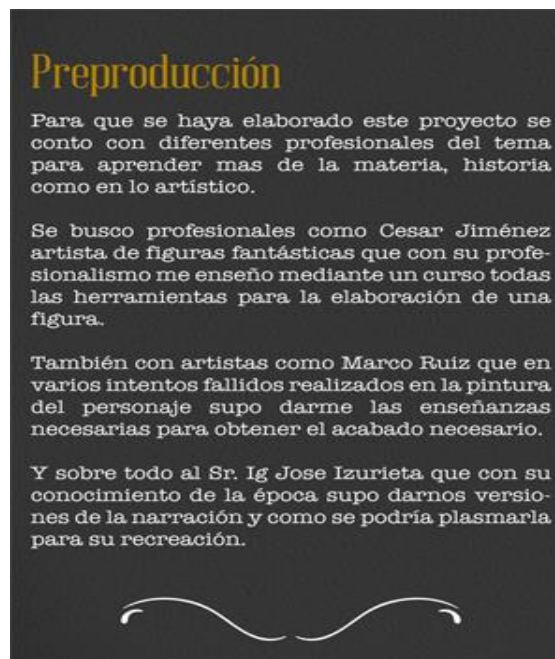 Preproducción
Para que se haya elaborado este proyecto se
conto con diferentes profesionales del tema
para aprender mas de la materia, historia
como en lo artístico.
Se busco profesionales como Cesar Jiménez
artista de figuras fantásticas que con su profe-
sionalismo me enseño mediante un curso todas
las herramientas para la elaboración de una
figura.
También con artistas como Marco Ruiz que en
varios intentos fallidos realizados en la pintura
del personaje supo darme las enseñanzas
necesarias para obtener el acabado necesario.
Y sobre todo al Sr. Ig Jose Izurieta que con su
conocimiento de la época supo darnos versio-
nes de la narración y como se podría plasmarla
para su recreación.